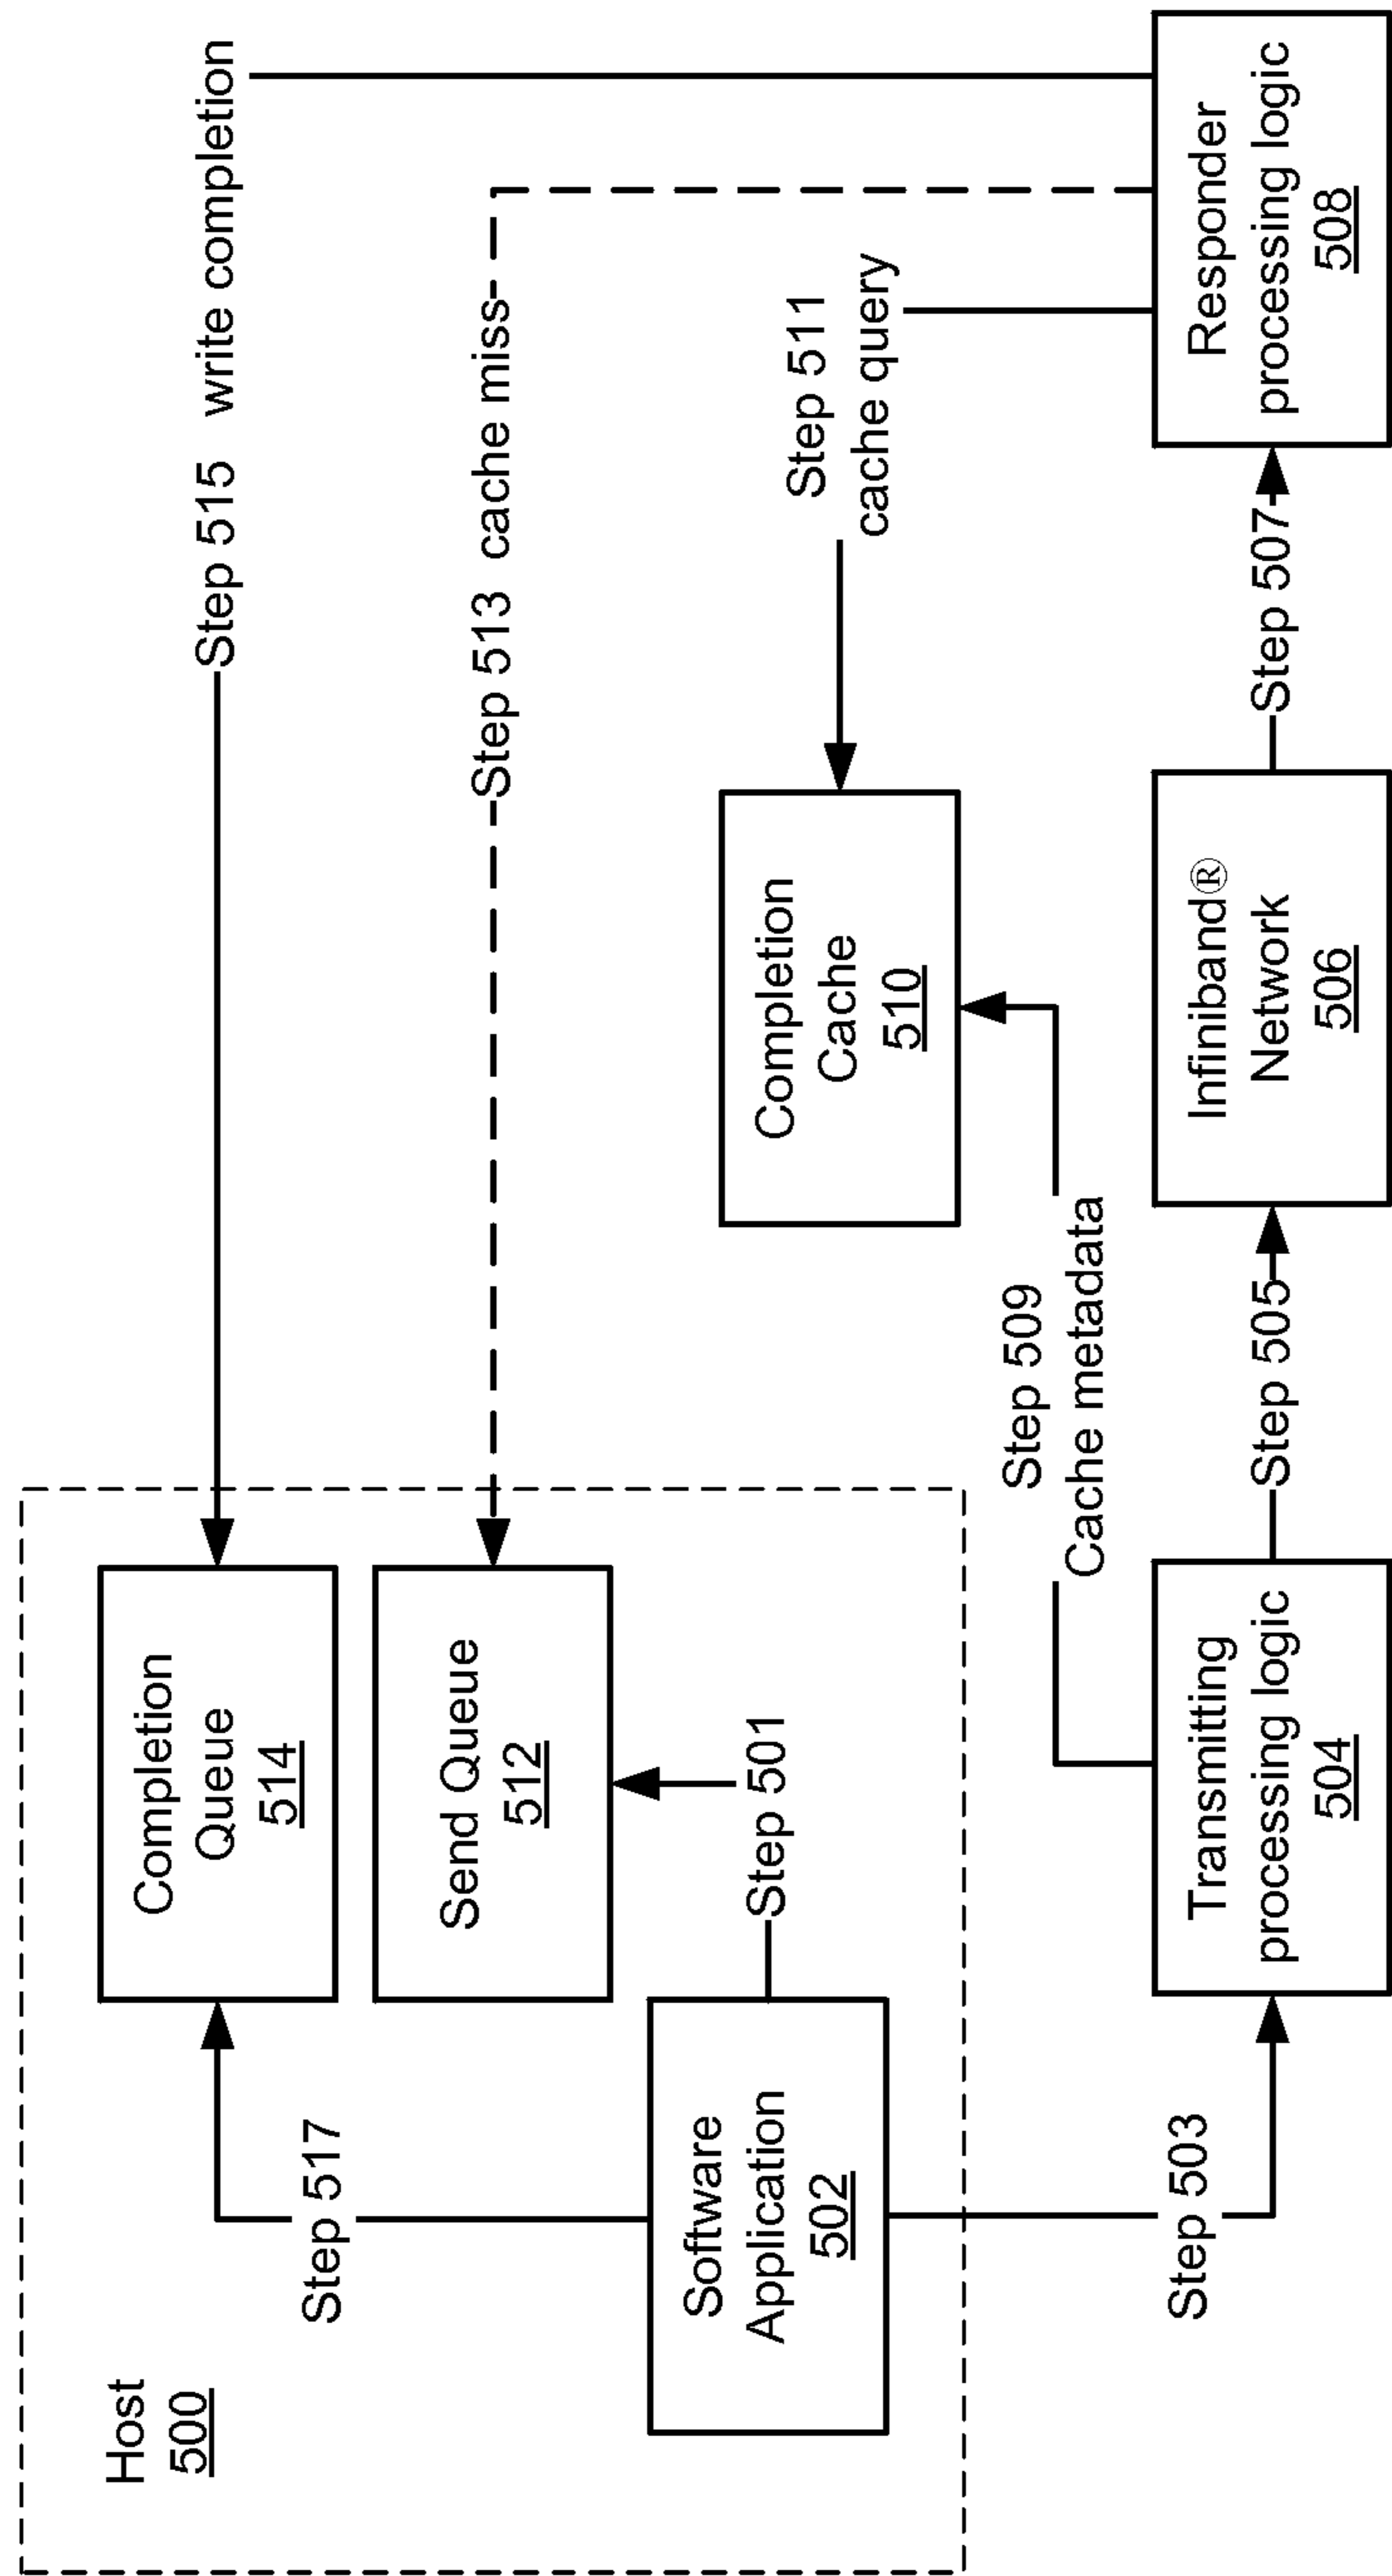 Host
500
Step 517
Completion
Queue
514
Step 515   write completion
Send Queue
512
Step 513  cache miss
Software
Application
502
Step 501
Completion
Cache
510
Step 511
cache query
Step 509
Cache metadata
Step 503
Transmitting
processing logic
504
Step 505
Infiniband®
Network
506
Step 507
Responder
processing logic
508